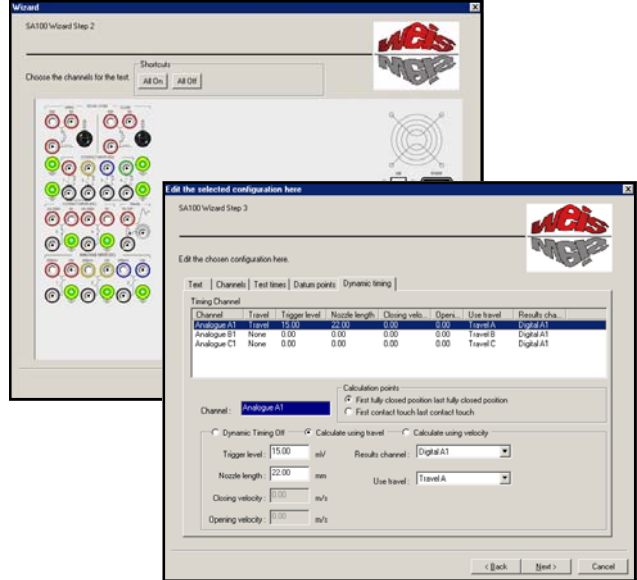 Wizard
SA100 Wizard Step 2
Shortcuts
Choose the channels for the test.
All On
All Off
weis
Edit the selected configuration here
SA100 Wizard Step 3
weis
Edit the chosen configuration here.
Text Channels Test times Datum points Dynamic timing
Timing Channel
Channel Travel Trigger level Nozzle length Closing velo... Openi... Use travel Results cha...
Analogue A1 Travel 15.00 22.00 0.00 0.00 Travel A Digital A1
Analogue B1 None 0.00 0.00 0.00 0.00 Travel B Digital A1
Analogue C1 None 0.00 0.00 0.00 0.00 Travel C Digital A1
Calculation points
First fully closed position last fully closed position
First contact touch last contact touch
Channel : Analogue A1
Dynamic Timing Off Calculate using travel Calculate using velocity
Trigger level : 15.00 mV Results channel : Digital A1
Nozzle length : 22.00 mm Use travel : Travel A
Closing velocity : 0.00 m/s
Opening velocity : 0.00 m/s
< Back Next > Cancel